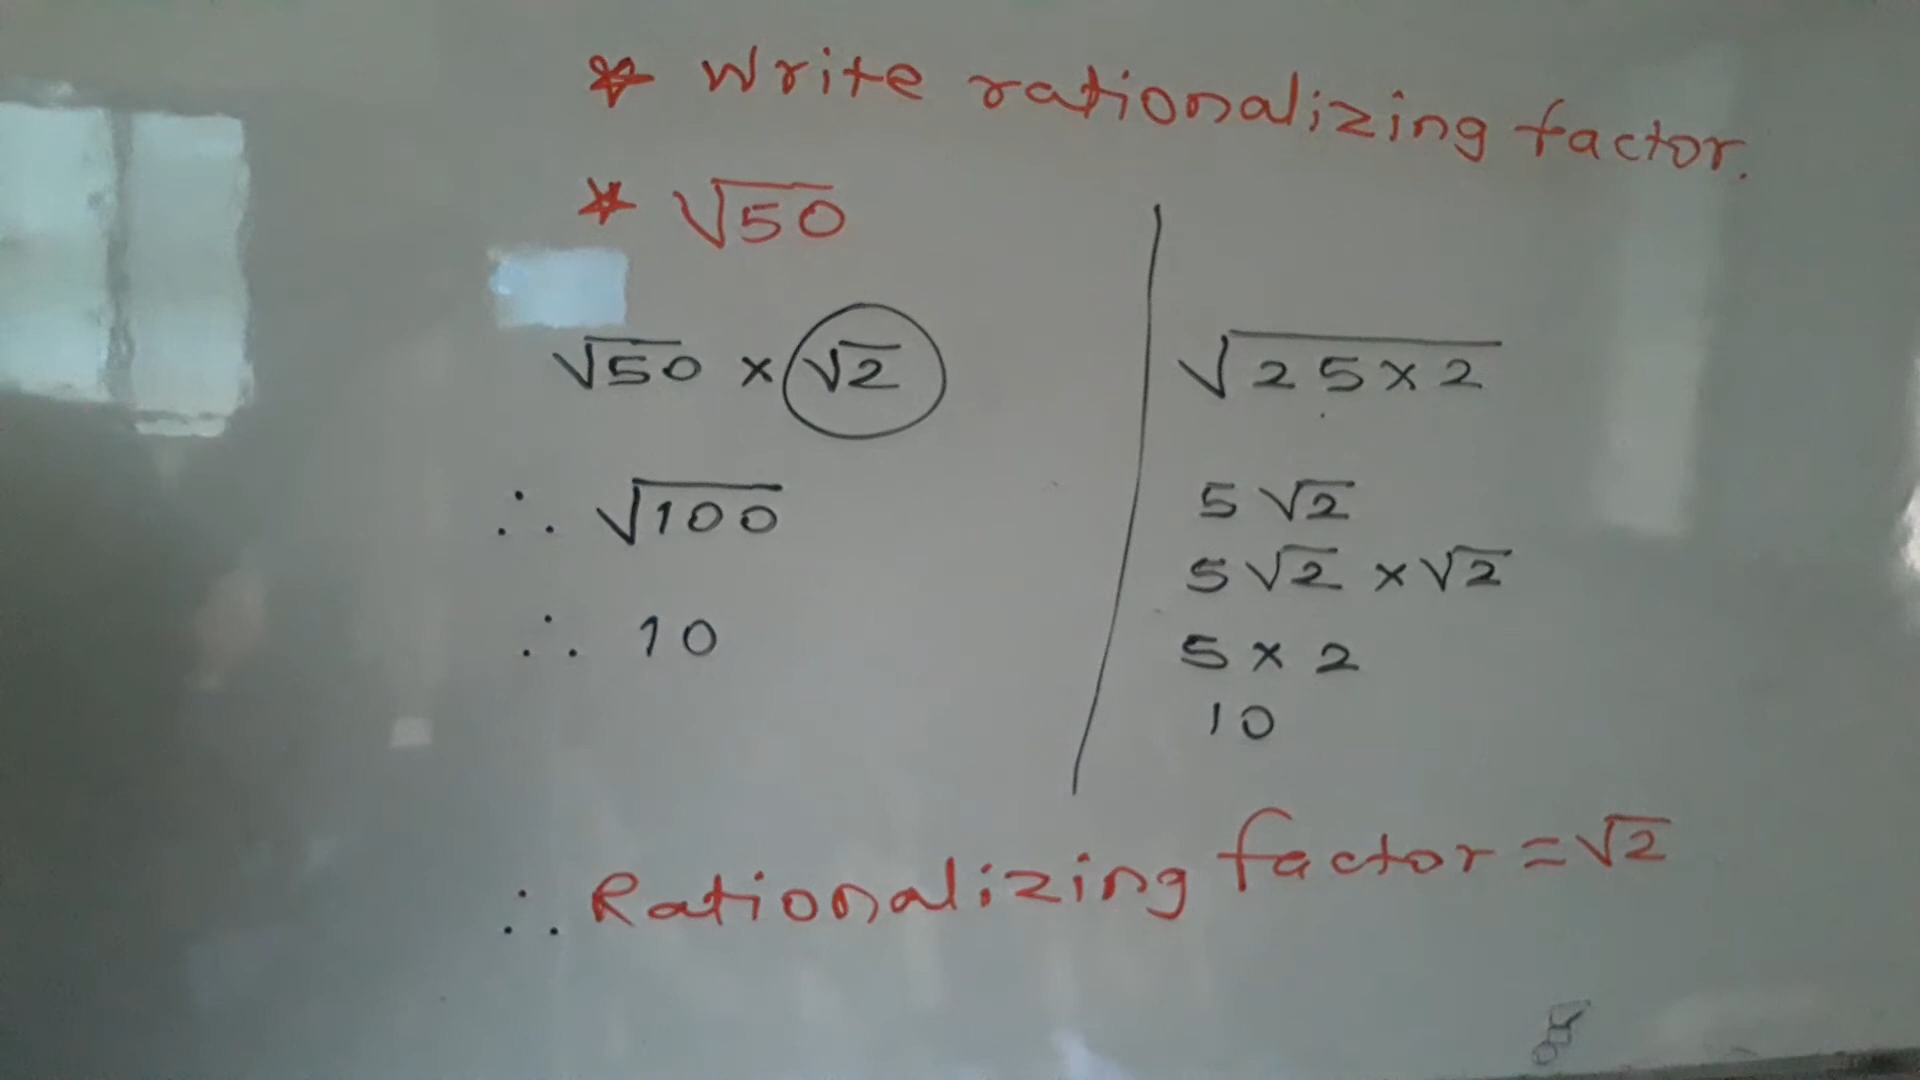 * Write rationalizing factor.
* √50
√50 × √2
∴ √100
∴ 10
√25×2
5√2
5√2 × √2
5 × 2
10
∴ Rationalizing factor = √2